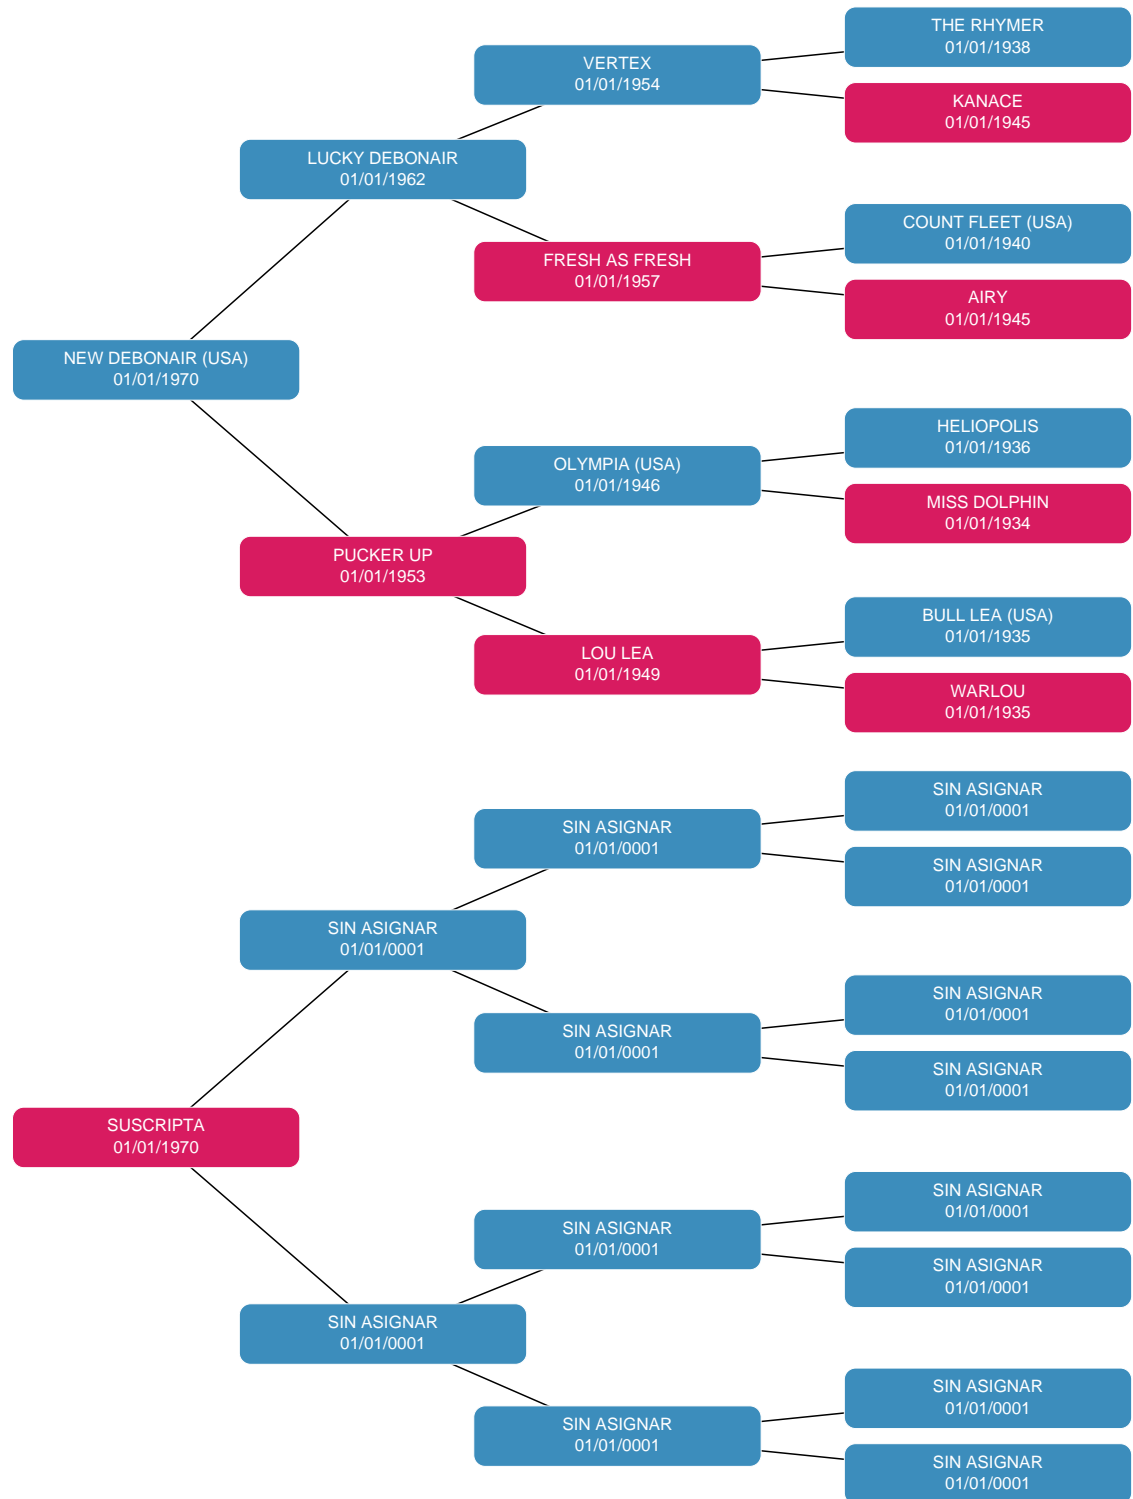 THE RHYMER
01/01/1938
VERTEX
01/01/1954
KANACE
01/01/1945
LUCKY DEBONAIR
01/01/1962
COUNT FLEET (USA)
01/01/1940
FRESH AS FRESH
01/01/1957
AIRY
01/01/1945
NEW DEBONAIR (USA)
01/01/1970
HELIOPOLIS
01/01/1936
OLYMPIA (USA)
01/01/1946
MISS DOLPHIN
01/01/1934
PUCKER UP
01/01/1953
BULL LEA (USA)
01/01/1935
LOU LEA
01/01/1949
WARLOU
01/01/1935
SIN ASIGNAR
01/01/0001
SIN ASIGNAR
01/01/0001
SIN ASIGNAR
01/01/0001
SIN ASIGNAR
01/01/0001
SIN ASIGNAR
01/01/0001
SIN ASIGNAR
01/01/0001
SIN ASIGNAR
01/01/0001
SUSCRIPTA
01/01/1970
SIN ASIGNAR
01/01/0001
SIN ASIGNAR
01/01/0001
SIN ASIGNAR
01/01/0001
SIN ASIGNAR
01/01/0001
SIN ASIGNAR
01/01/0001
SIN ASIGNAR
01/01/0001
SIN ASIGNAR
01/01/0001